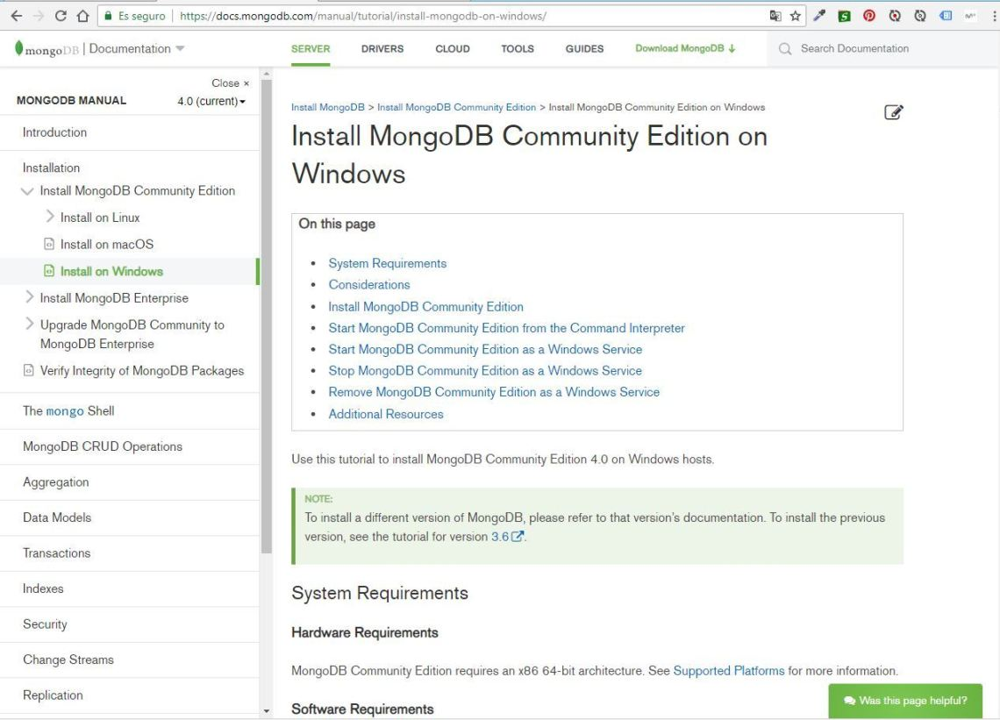 Es seguro | https://docs.mongodb.com/manual/tutorial/install-mongodb-on-windows/
mongoDB | Documentation
SERVER DRIVERS CLOUD TOOLS GUIDES Download MongoDB Search Documentation
Close ×
MONGODB MANUAL 4.0 (current)
Introduction
Installation
Install MongoDB Community Edition
Install on Linux
Install on macOS
Install on Windows
Install MongoDB Enterprise
Upgrade MongoDB Community to
MongoDB Enterprise
Verify Integrity of MongoDB Packages
The mongo Shell
MongoDB CRUD Operations
Aggregation
Data Models
Transactions
Indexes
Security
Change Streams
Replication
Install MongoDB > Install MongoDB Community Edition > Install MongoDB Community Edition on Windows
Install MongoDB Community Edition on
Windows
On this page
• System Requirements
• Considerations
• Install MongoDB Community Edition
• Start MongoDB Community Edition from the Command Interpreter
• Start MongoDB Community Edition as a Windows Service
• Stop MongoDB Community Edition as a Windows Service
• Remove MongoDB Community Edition as a Windows Service
• Additional Resources
Use this tutorial to install MongoDB Community Edition 4.0 on Windows hosts.
NOTE:
To install a different version of MongoDB, please refer to that version's documentation. To install the previous
version, see the tutorial for version 3.6.
System Requirements
Hardware Requirements
MongoDB Community Edition requires an x86 64-bit architecture. See Supported Platforms for more information.
Software Requirements
Was this page helpful?